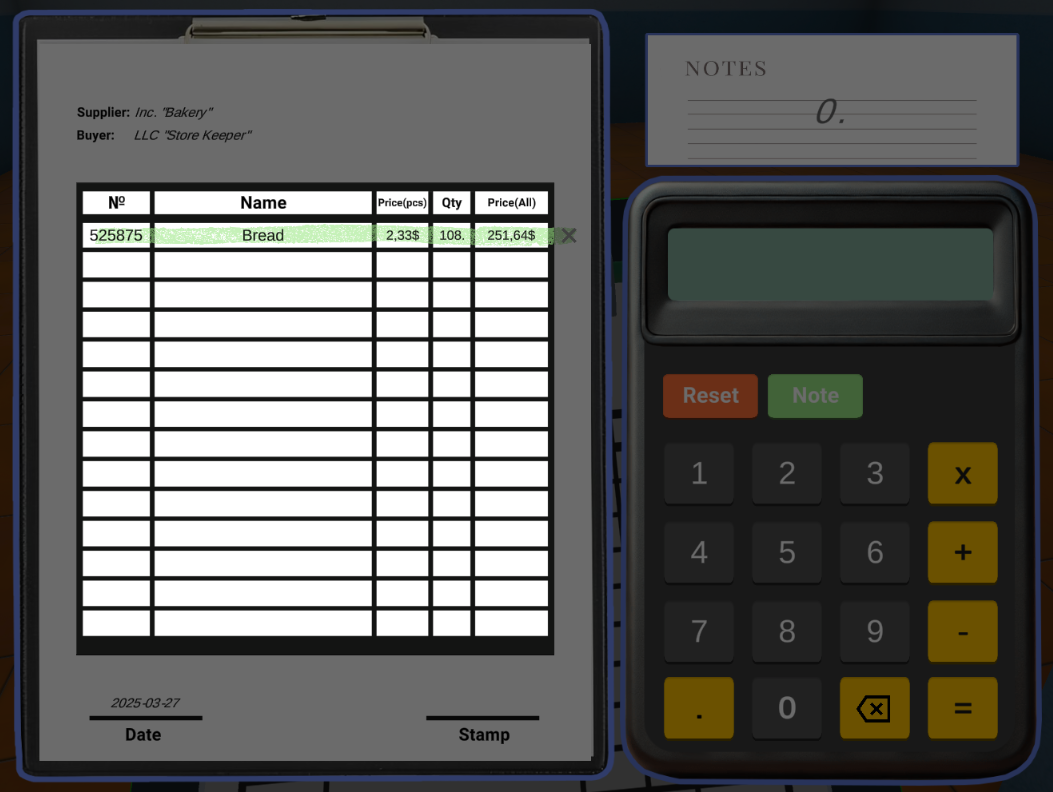 Supplier: Inc. "Bakery"
Buyer: LLC "Store Keeper"
№ Name Price(pcs) Qty Price(All)
525875 Bread 2,33$ 108. 251,64$
2025-03-27
Date Stamp
NOTES
0.
Reset Note
1 2 3 x
4 5 6 +
7 8 9 -
. 0 =